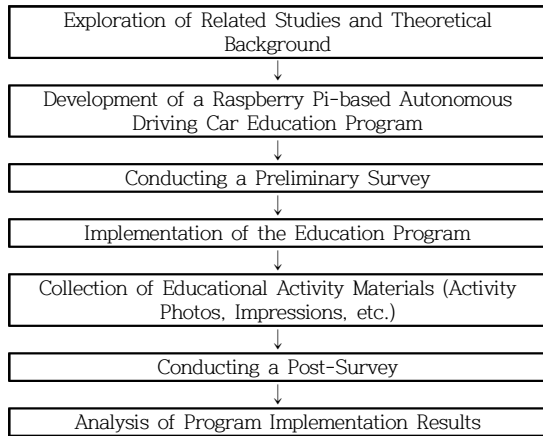 Exploration of Related Studies and Theoretical
Background
↓
Development of a Raspberry Pi-based Autonomous
Driving Car Education Program
↓
Conducting a Preliminary Survey
↓
Implementation of the Education Program
↓
Collection of Educational Activity Materials (Activity
Photos, Impressions, etc.)
↓
Conducting a Post-Survey
↓
Analysis of Program Implementation Results